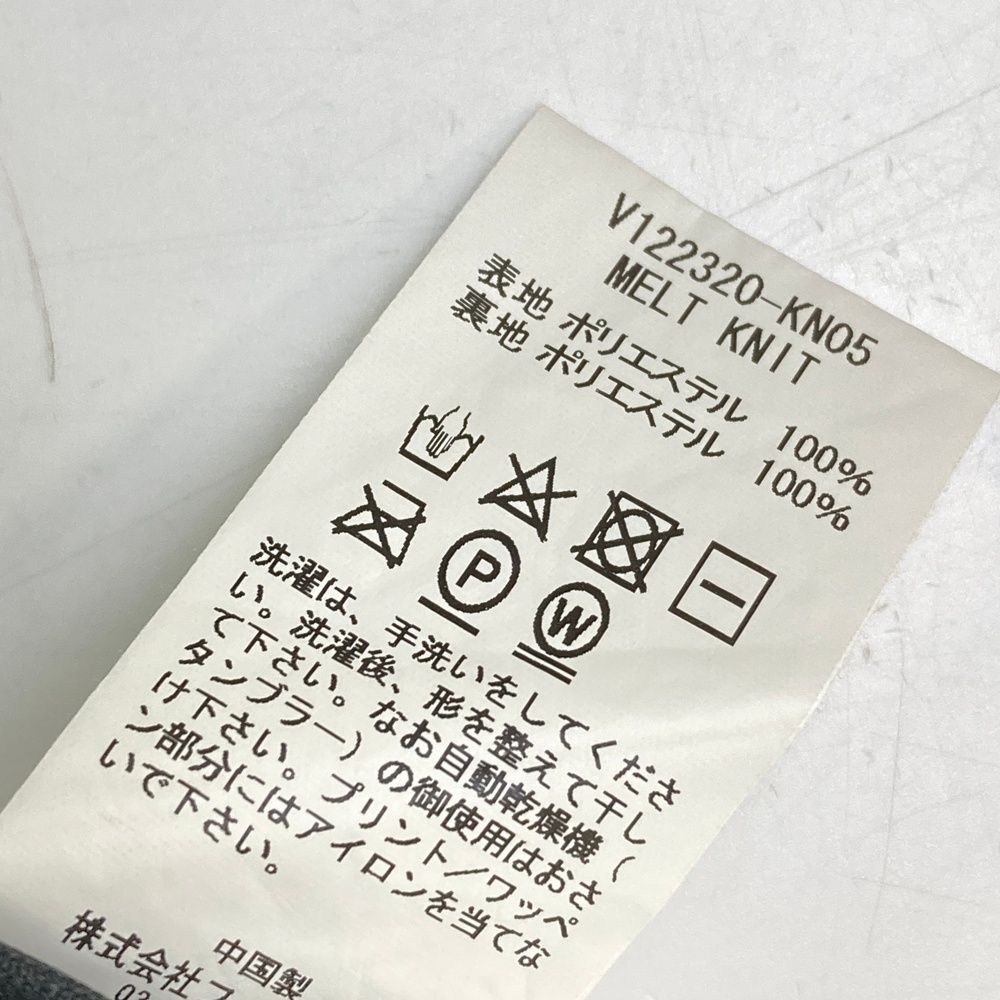 V122320-KN05
MELT KNIT
表地 ポリエステル 100%
裏地 ポリエステル 100%
P W
洗濯は、手洗いをしてくださ
い。洗濯後、形を整えて干し
て下さい。なお自動乾燥機(
タンブラー)の御使用はおさ
け下さい。プリント/ワッペ
ン部分にはアイロンを当てな
いで下さい。
中国製
株式会社
03